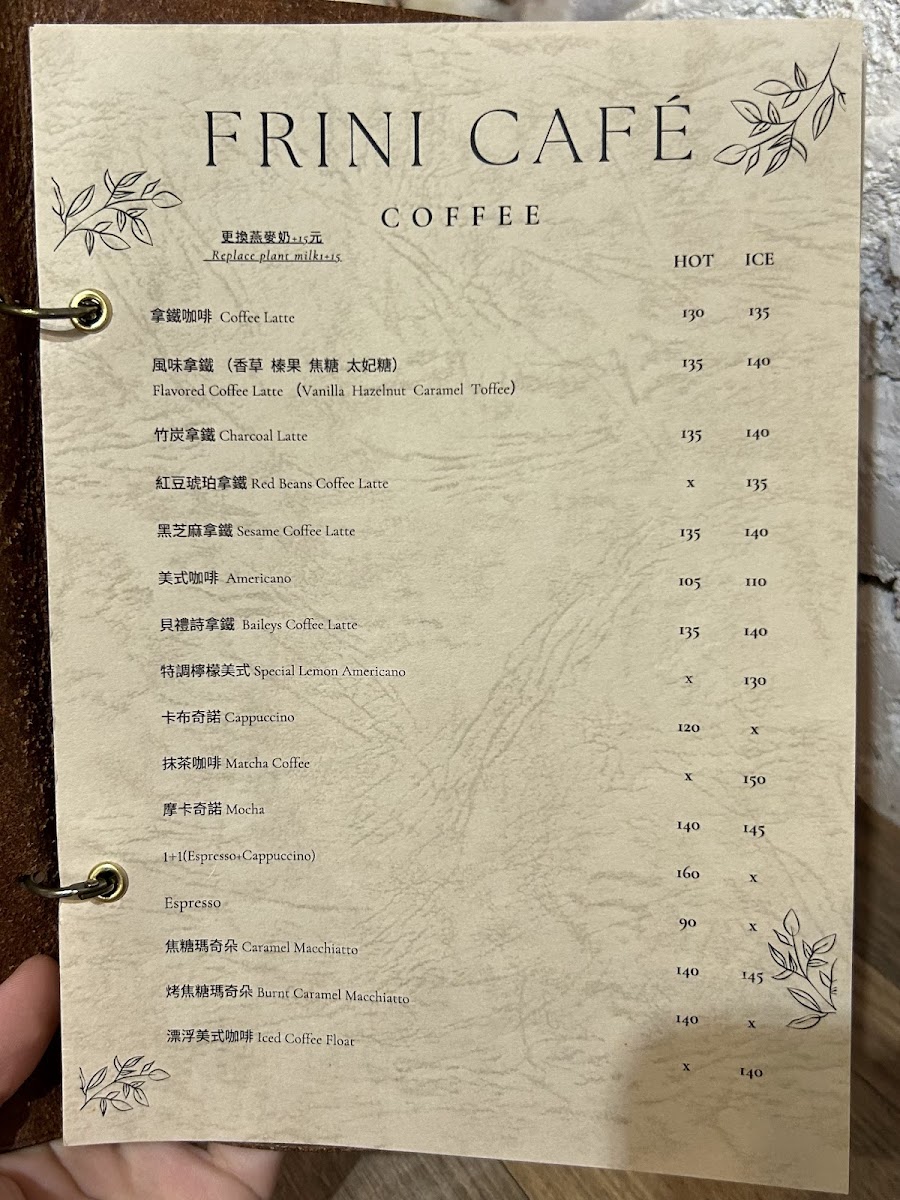 FRINI CAFÉ
COFFEE
更換燕麥奶+15元
Replace plant milk1+15
HOT ICE
拿鐵咖啡 Coffee Latte 130 135
風味拿鐵 （香草 榛果 焦糖 太妃糖） 135 140
Flavored Coffee Latte （Vanilla Hazelnut Caramel Toffee）
竹炭拿鐵 Charcoal Latte 135 140
紅豆琥珀拿鐵 Red Beans Coffee Latte x 135
黑芝麻拿鐵 Sesame Coffee Latte 135 140
美式咖啡 Americano 105 110
貝禮詩拿鐵 Baileys Coffee Latte 135 140
特調檸檬美式 Special Lemon Americano x 130
卡布奇諾 Cappuccino 120 x
抹茶咖啡 Matcha Coffee x 150
摩卡奇諾 Mocha 140 145
1+1(Espresso+Cappuccino) 160 x
Espresso 90 x
焦糖瑪奇朵 Caramel Macchiatto 140 145
烤焦糖瑪奇朵 Burnt Caramel Macchiatto 140 x
漂浮美式咖啡 Iced Coffee Float x 140